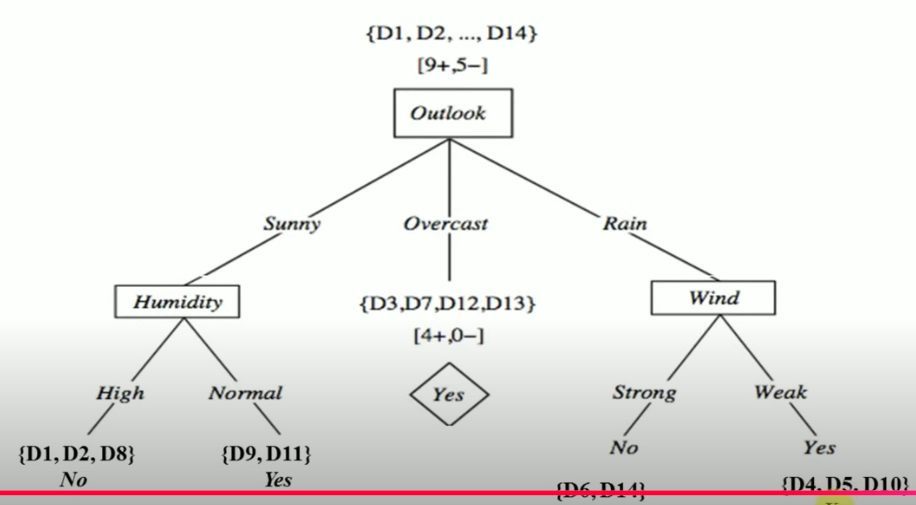 {D1, D2, ..., D14}
[9+,5−]
Outlook
Sunny
Overcast
Rain
Humidity
{D3,D7,D12,D13}
[4+,0−]
Wind
High
Normal
Yes
Strong
Weak
{D1, D2, D8}
No
{D9, D11}
Yes
No
{D6, D14}
Yes
{D4, D5, D10}